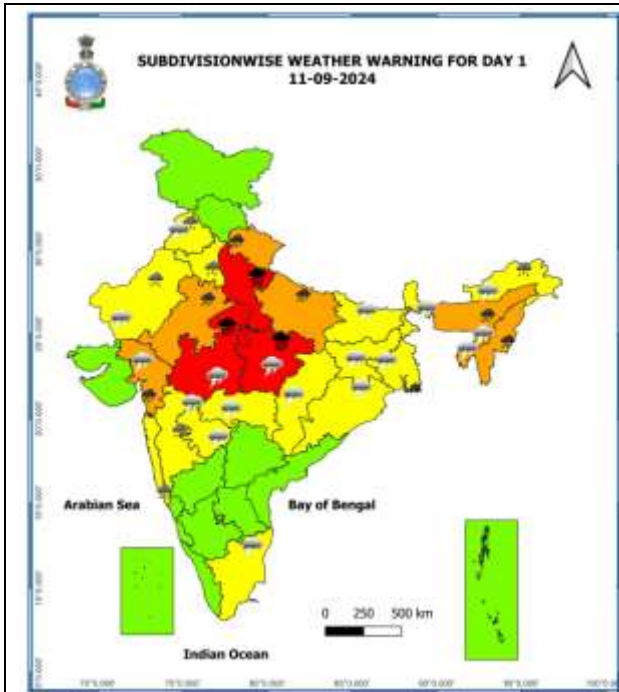 SUBDIVISIONWISE WEATHER WARNING FOR DAY 1
11-09-2024
Arabian Sea
Bay of Bengal
0 250 500 km
Indian Ocean